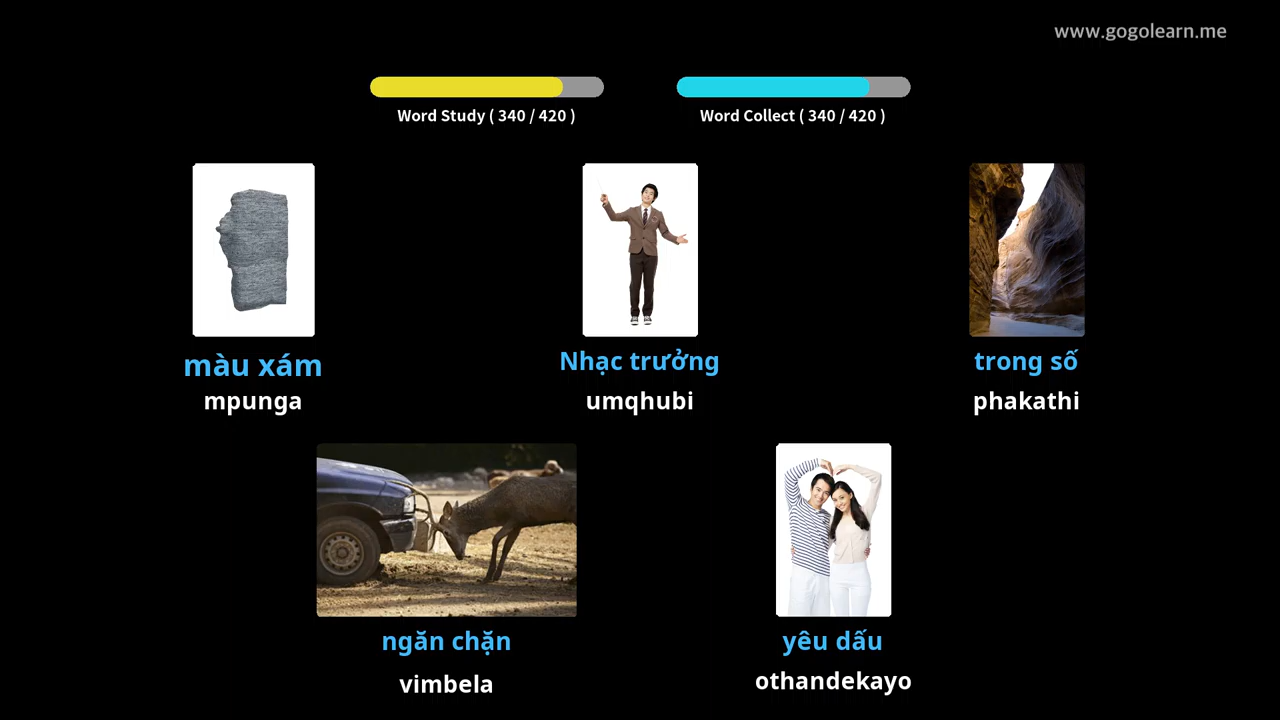 www.gogolearn.me
Word Study ( 340 / 420 )
Word Collect ( 340 / 420 )
màu xám
mpunga
Nhạc trưởng
umqhubi
trong số
phakathi
ngăn chặn
vimbela
yêu dấu
othandekayo